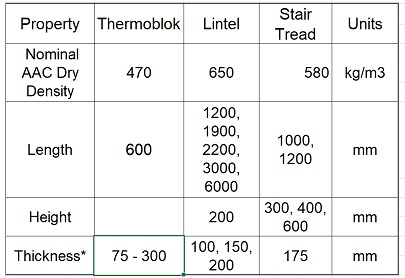 Property Thermoblok Lintel Stair Tread Units
Nominal AAC Dry Density 470 650 580 kg/m3
Length 600 1200, 1900, 2200, 3000, 6000 1000, 1200 mm
Height 200 300, 400, 600 mm
Thickness* 75 - 300 100, 150, 200 175 mm